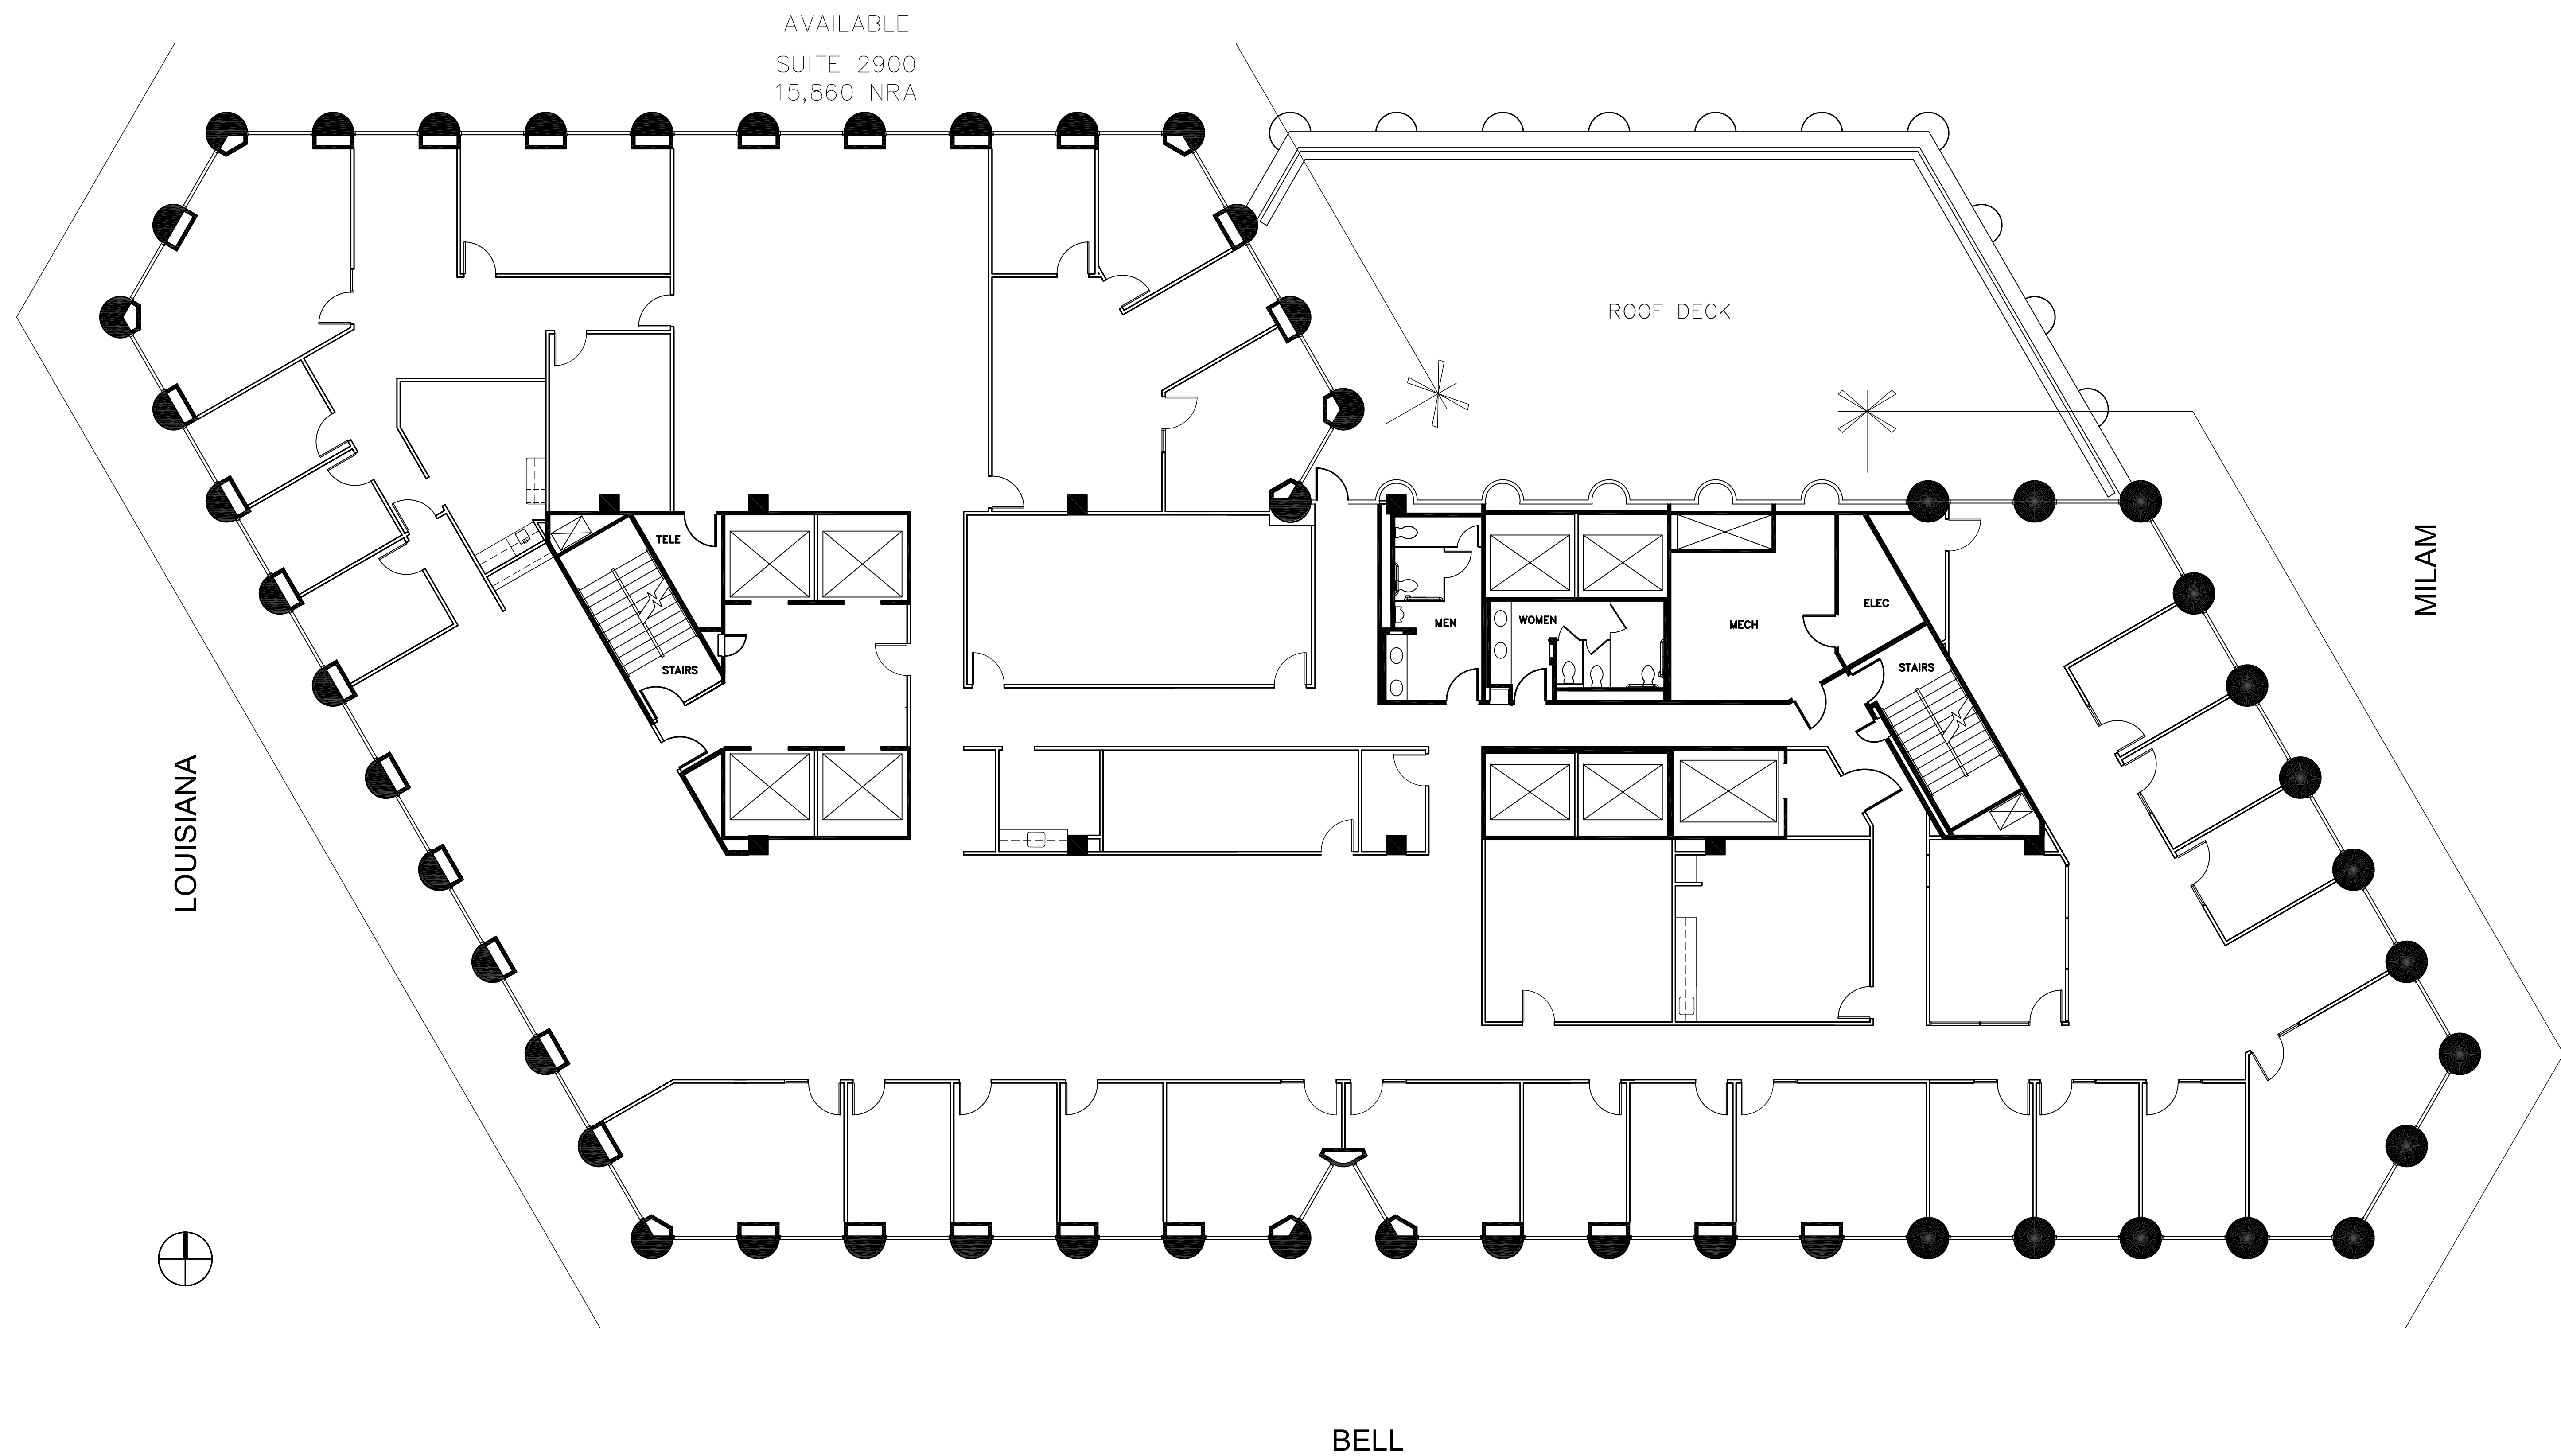 AVAILABLE
SUITE 2900
15,860 NRA
ROOF DECK
TELE
STAIRS
MEN
WOMEN
MECH
ELEC
STAIRS
LOUISIANA
MILAM
BELL